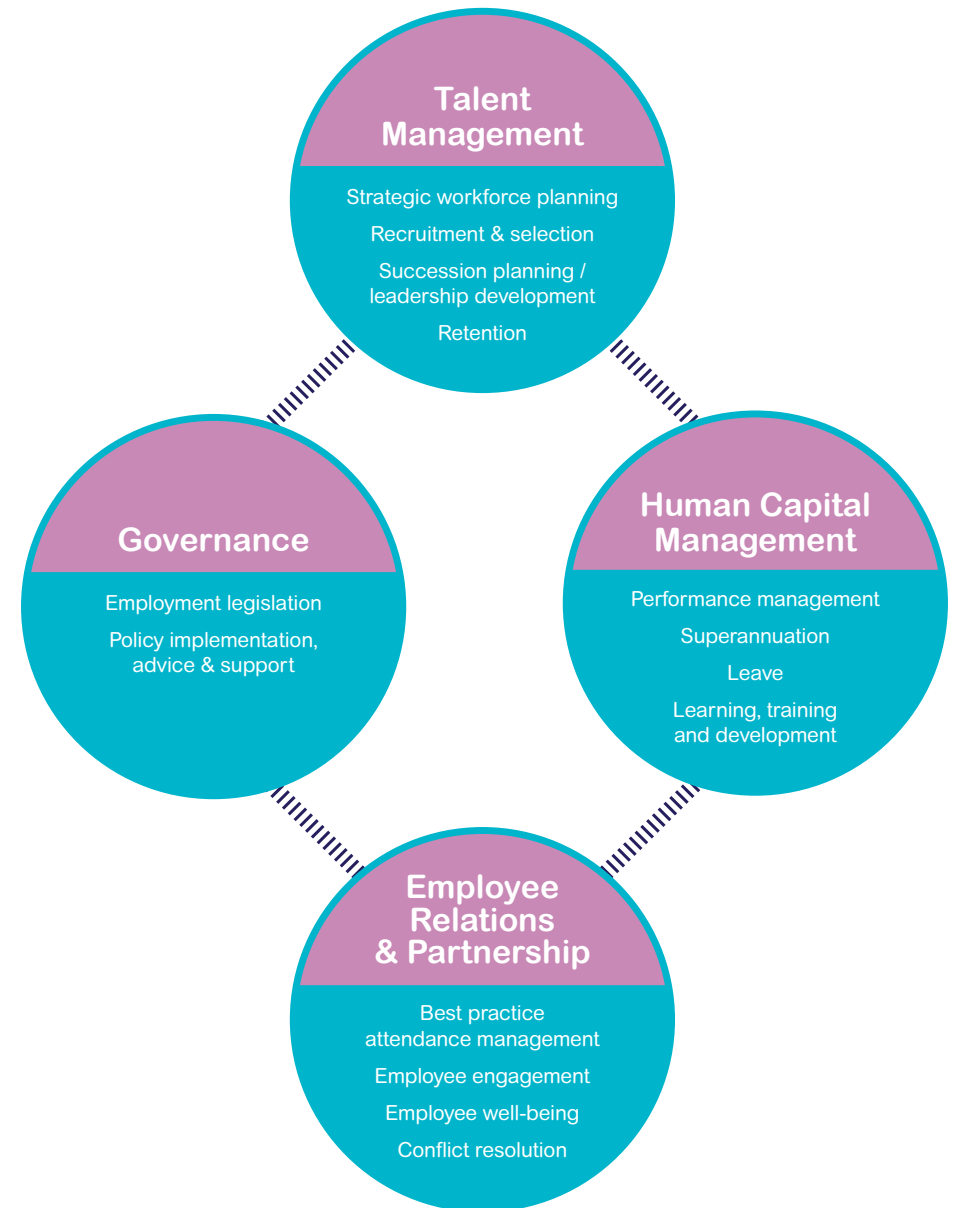 Talent
Management
Strategic workforce planning
Recruitment & selection
Succession planning /
leadership development
Retention
Governance
Employment legislation
Policy implementation,
advice & support
Human Capital
Management
Performance management
Superannuation
Leave
Learning, training
and development
Employee
Relations
& Partnership
Best practice
attendance management
Employee engagement
Employee well-being
Conflict resolution